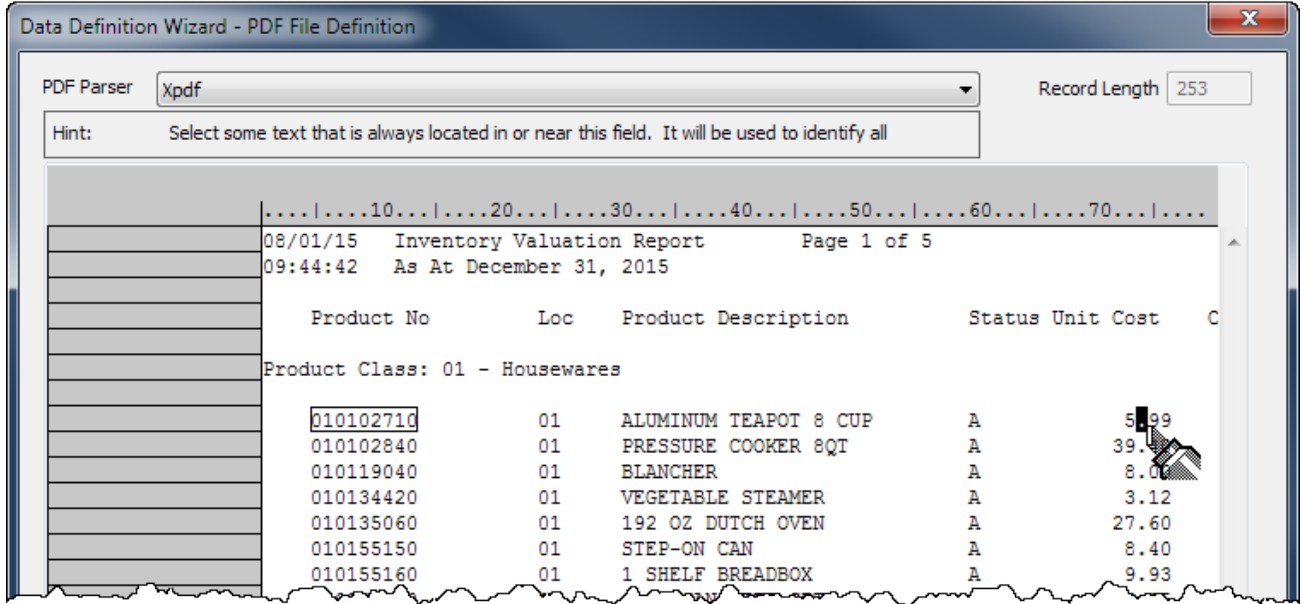 Data Definition Wizard - PDF File Definition
x
PDF Parser Xpdf Record Length 253
Hint: Select some text that is always located in or near this field. It will be used to identify all
|....|....10...|....20...|....30...|....40...|....50...|....60...|....70...|....
08/01/15 Inventory Valuation Report Page 1 of 5
09:44:42 As At December 31, 2015
Product No Loc Product Description Status Unit Cost C
Product Class: 01 - Housewares
010102710 01 ALUMINUM TEAPOT 8 CUP A 5.99
010102840 01 PRESSURE COOKER 8QT A
010119040 01 BLANCHER A
010134420 01 VEGETABLE STEAMER A 3.12
010135060 01 192 OZ DUTCH OVEN A 27.60
010155150 01 STEP-ON CAN A 8.40
010155160 01 1 SHELF BREADBOX A 9.93